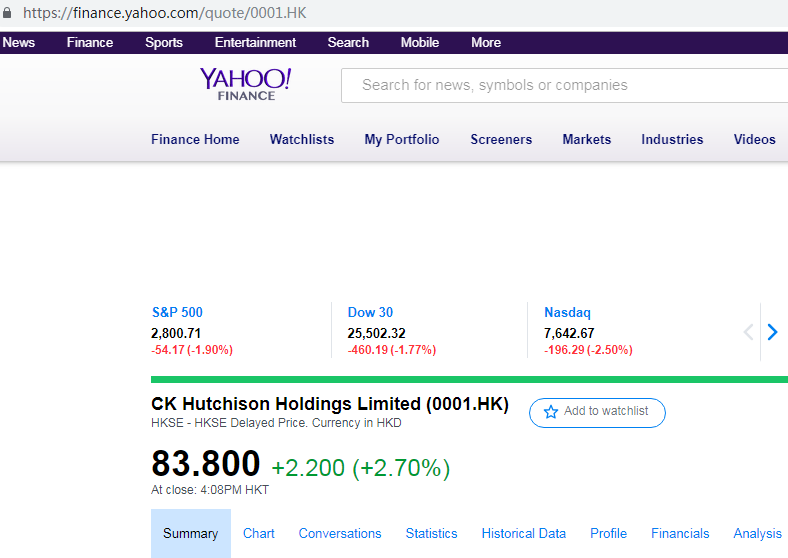 https://finance.yahoo.com/quote/0001.HK
News Finance Sports Entertainment Search Mobile More
YAHOO!
FINANCE
Search for news, symbols or companies
Finance Home Watchlists My Portfolio Screeners Markets Industries Videos
S&P 500 Dow 30 Nasdaq
2,800.71 25,502.32 7,642.67
-54.17 (-1.90%) -460.19 (-1.77%) -196.29 (-2.50%)
CK Hutchison Holdings Limited (0001.HK) Add to watchlist
HKSE - HKSE Delayed Price. Currency in HKD
83.800 +2.200 (+2.70%)
At close: 4:08PM HKT
Summary Chart Conversations Statistics Historical Data Profile Financials Analysis